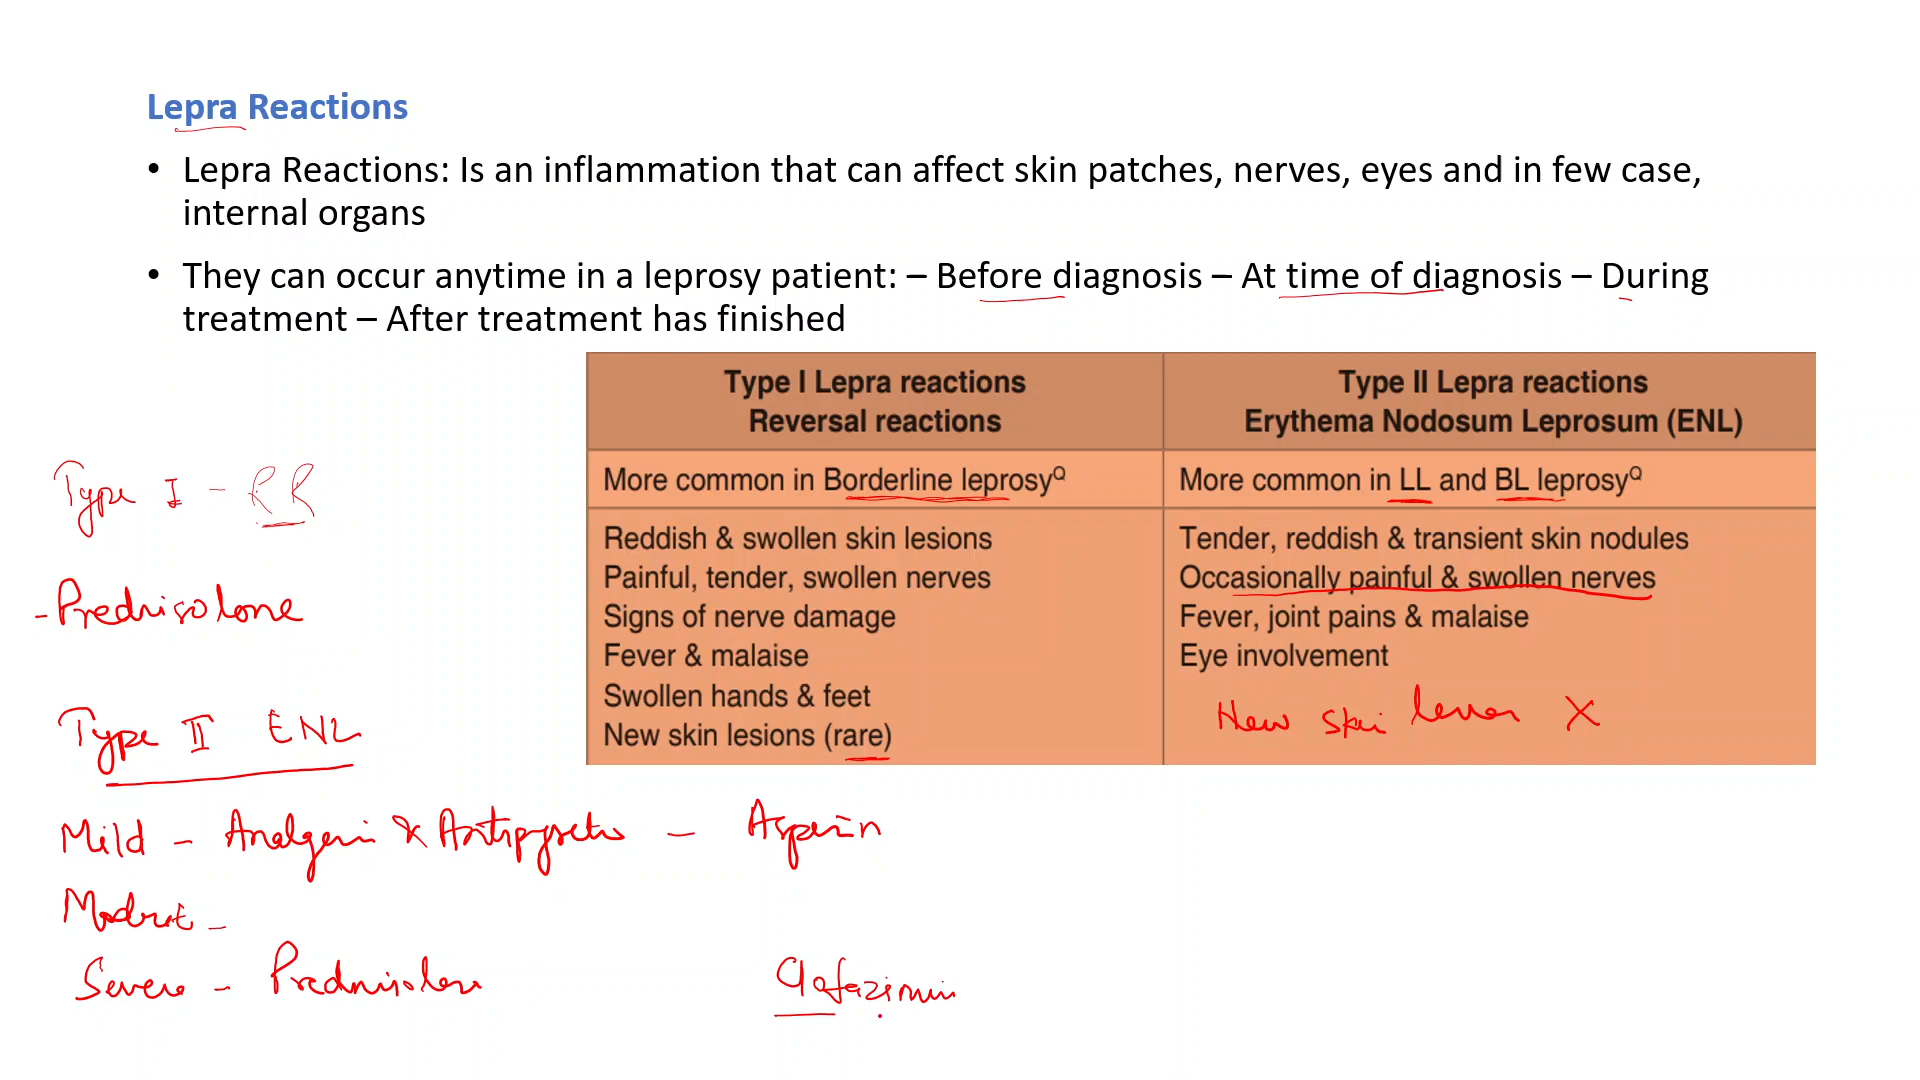 Lepra Reactions
• Lepra Reactions: Is an inflammation that can affect skin patches, nerves, eyes and in few case,
internal organs
• They can occur anytime in a leprosy patient: – Before diagnosis – At time of diagnosis – During
treatment – After treatment has finished
Type I Lepra reactions
Reversal reactions
Type II Lepra reactions
Erythema Nodosum Leprosum (ENL)
More common in Borderline leprosyQ
More common in LL and BL leprosyQ
Reddish & swollen skin lesions
Painful, tender, swollen nerves
Signs of nerve damage
Fever & malaise
Swollen hands & feet
New skin lesions (rare)
Tender, reddish & transient skin nodules
Occasionally painful & swollen nerves
Fever, joint pains & malaise
Eye involvement
New skin lesion X
Type I - RR
- Prednisolone
Type II ENL
Mild - Analgesic & Antipyretic - Aspirin
Moderat -
Severe - Prednisolone
Clofazimin